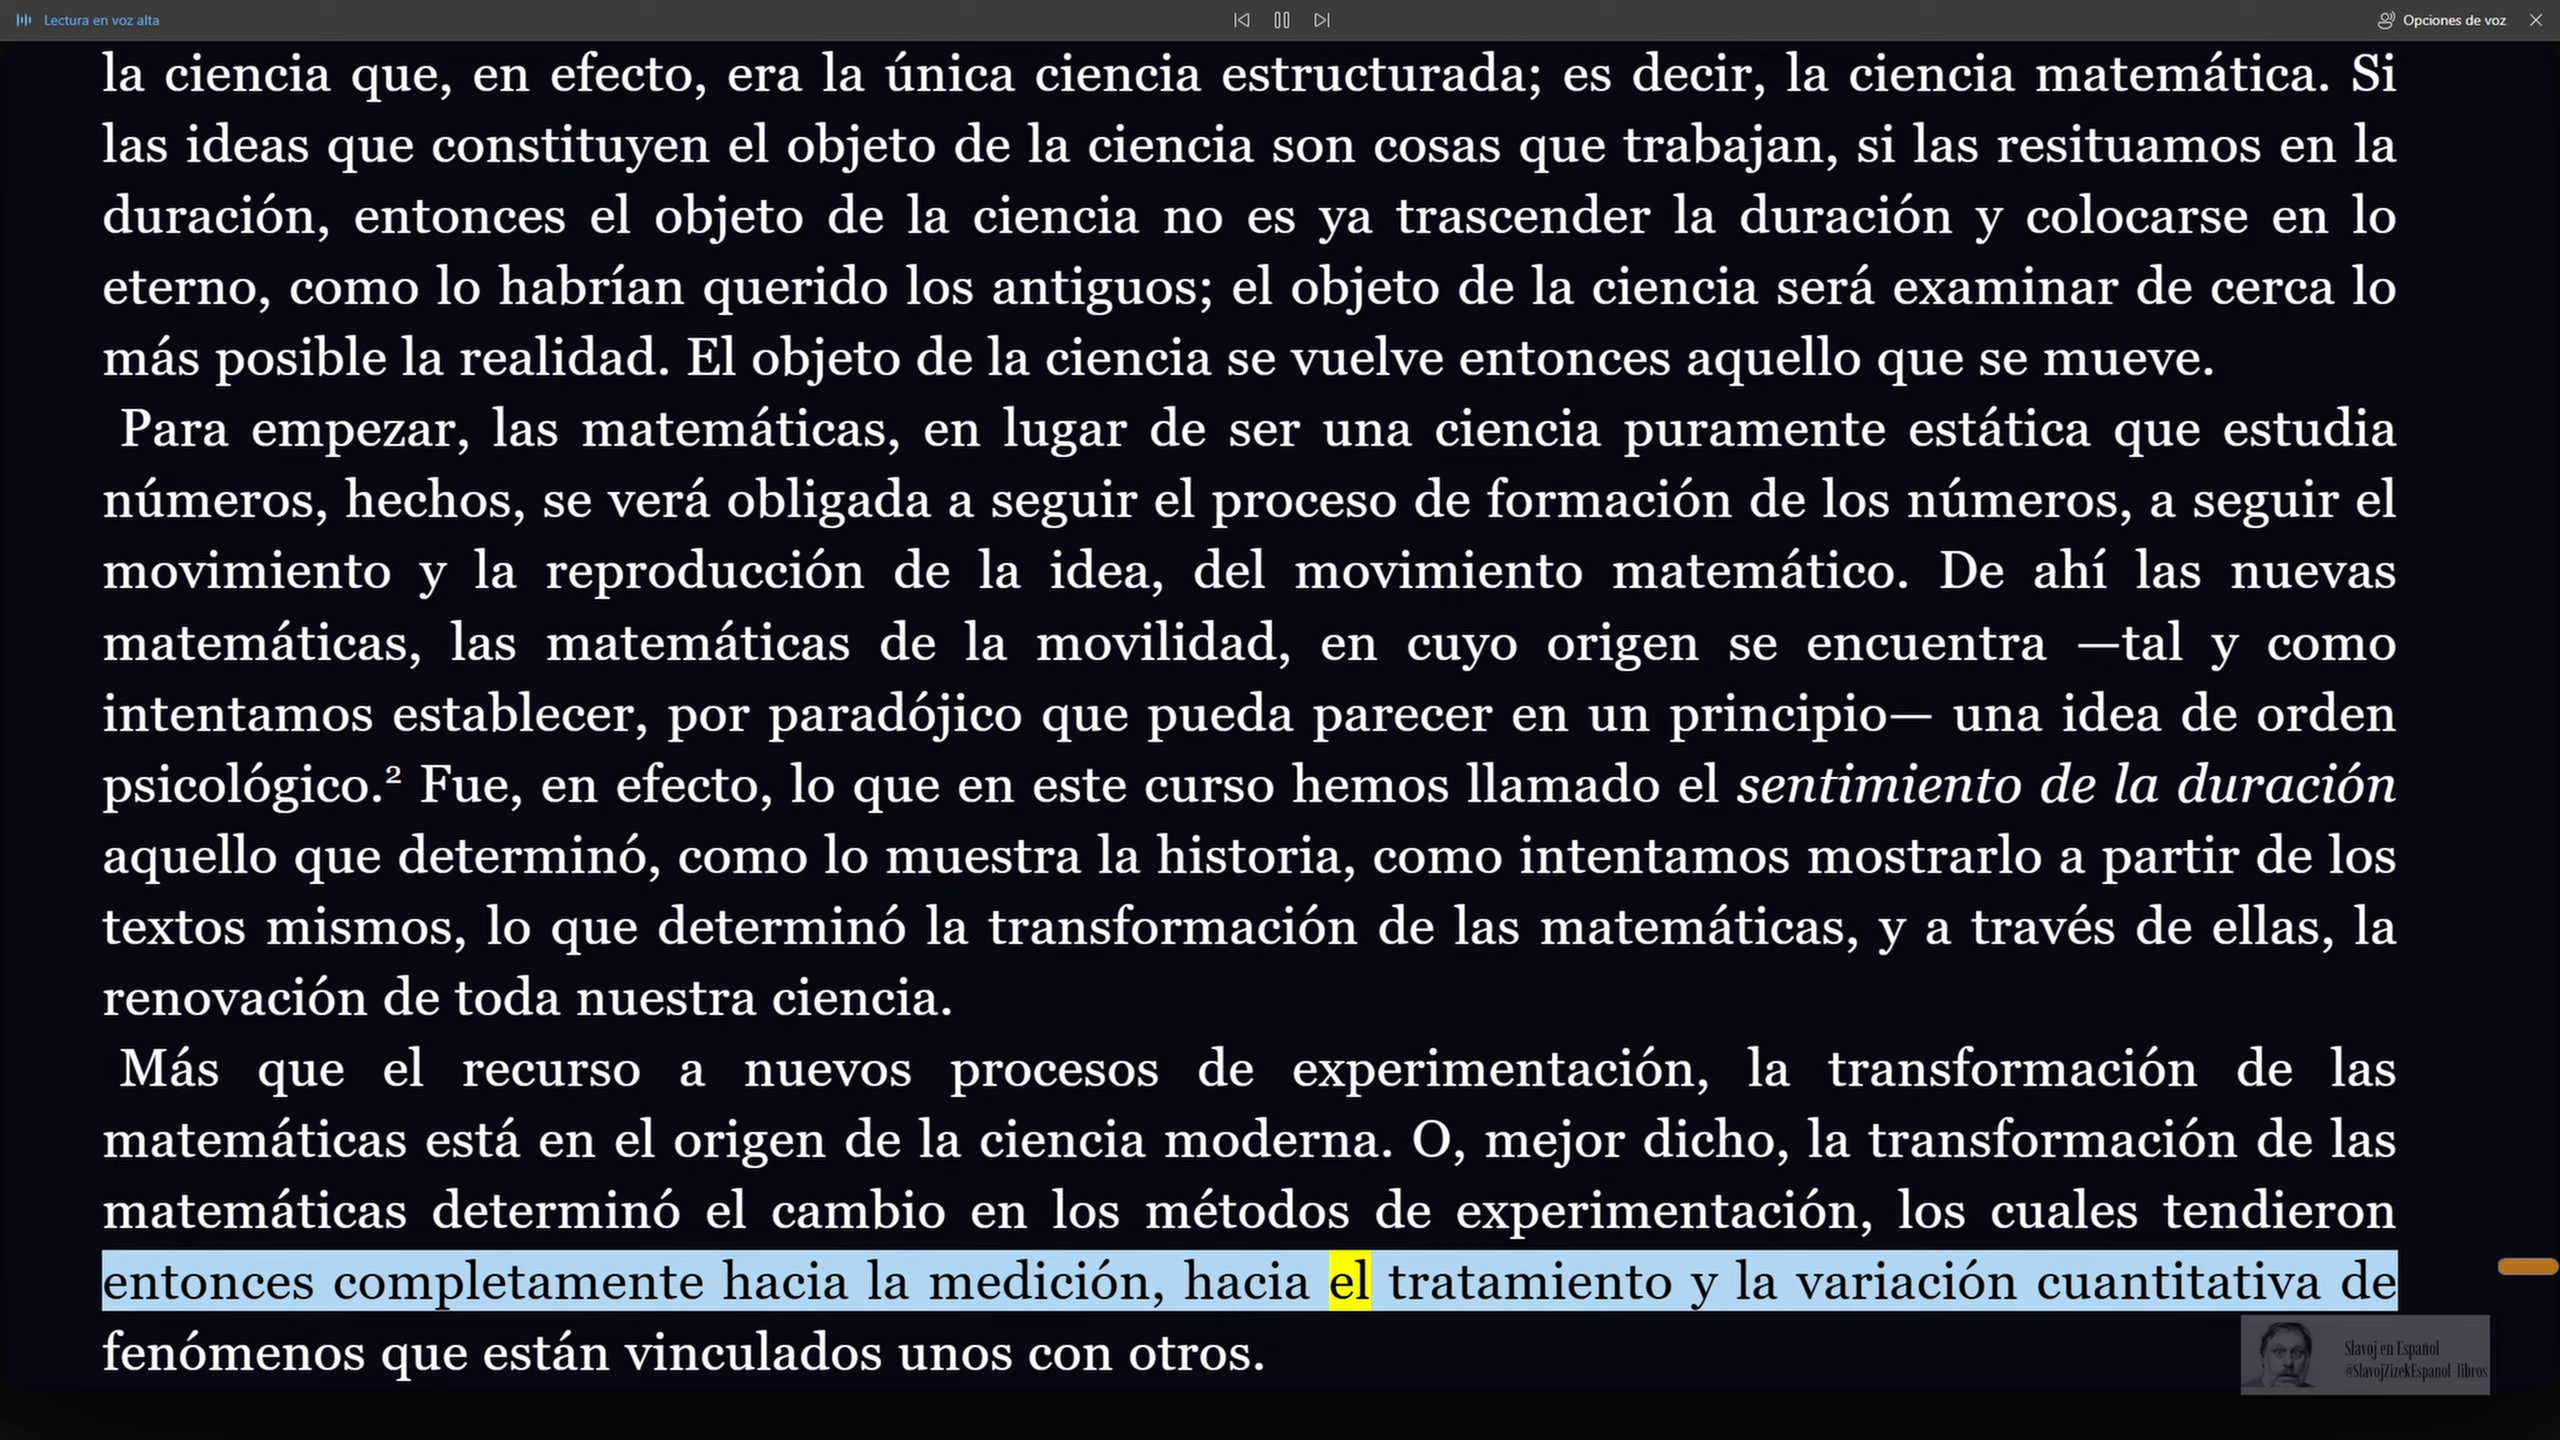 Lectura en voz alta
Opciones de voz
la ciencia que, en efecto, era la única ciencia estructurada; es decir, la ciencia matemática. Si
las ideas que constituyen el objeto de la ciencia son cosas que trabajan, si las resituamos en la
duración, entonces el objeto de la ciencia no es ya trascender la duración y colocarse en lo
eterno, como lo habrían querido los antiguos; el objeto de la ciencia será examinar de cerca lo
más posible la realidad. El objeto de la ciencia se vuelve entonces aquello que se mueve.
Para empezar, las matemáticas, en lugar de ser una ciencia puramente estática que estudia
números, hechos, se verá obligada a seguir el proceso de formación de los números, a seguir el
movimiento y la reproducción de la idea, del movimiento matemático. De ahí las nuevas
matemáticas, las matemáticas de la movilidad, en cuyo origen se encuentra —tal y como
intentamos establecer, por paradójico que pueda parecer en un principio— una idea de orden
psicológico.² Fue, en efecto, lo que en este curso hemos llamado el sentimiento de la duración
aquello que determinó, como lo muestra la historia, como intentamos mostrarlo a partir de los
textos mismos, lo que determinó la transformación de las matemáticas, y a través de ellas, la
renovación de toda nuestra ciencia.
Más que el recurso a nuevos procesos de experimentación, la transformación de las
matemáticas está en el origen de la ciencia moderna. O, mejor dicho, la transformación de las
matemáticas determinó el cambio en los métodos de experimentación, los cuales tendieron
entonces completamente hacia la medición, hacia el tratamiento y la variación cuantitativa de
fenómenos que están vinculados unos con otros.
Slavoj en Español
@SlavojZizekEspanol libros